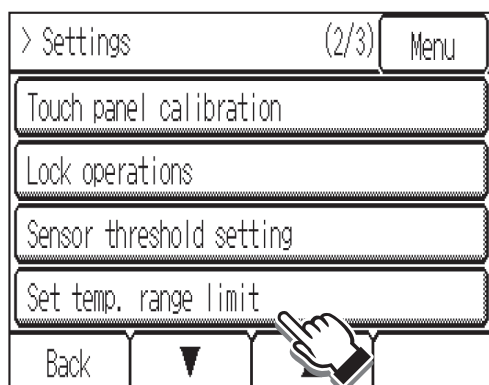 > Settings (2/3) Menu
Touch panel calibration
Lock operations
Sensor threshold setting
Set temp. range limit
Back ▼ ▲